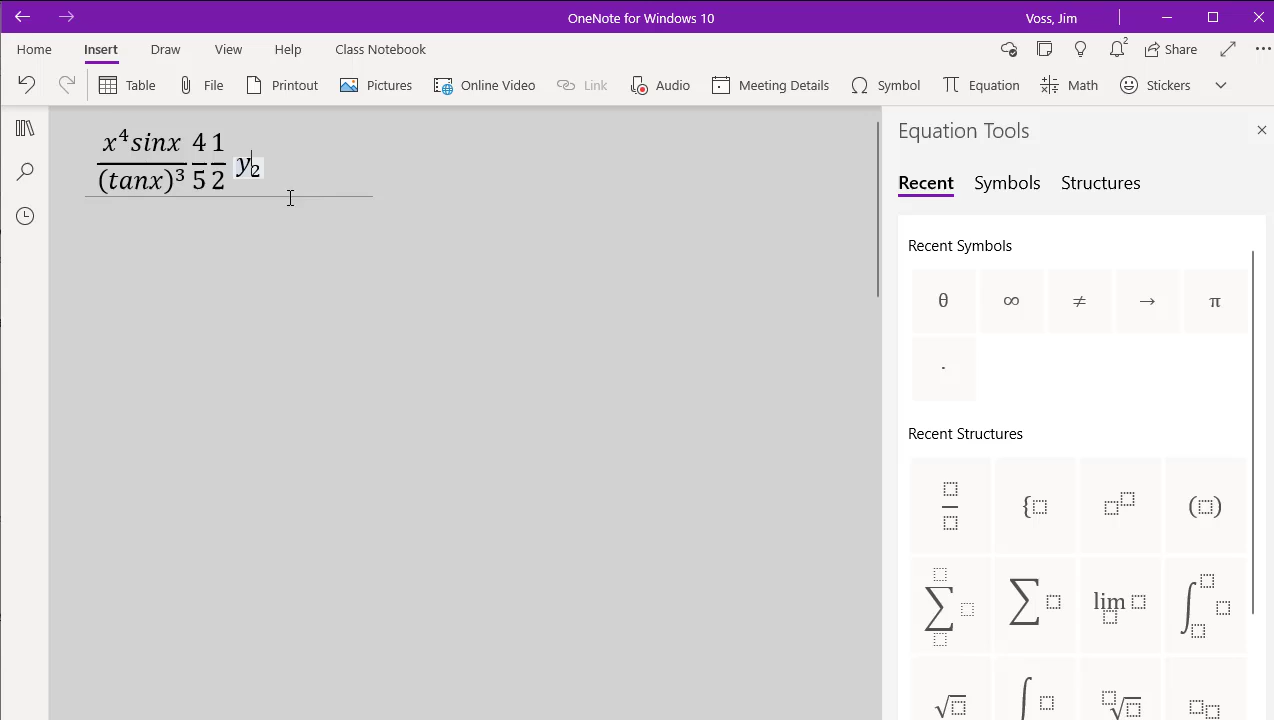 OneNote for Windows 10
Voss, Jim
Home Insert Draw View Help Class Notebook
2
Share
Table File Printout Pictures Online Video Link Audio Meeting Details Symbol Equation Math Stickers
x⁴sinx 4 1
(tanx)³ 5 2 y₂
Equation Tools
Recent Symbols Structures
Recent Symbols
θ ∞ ≠ → π
·
Recent Structures
lim